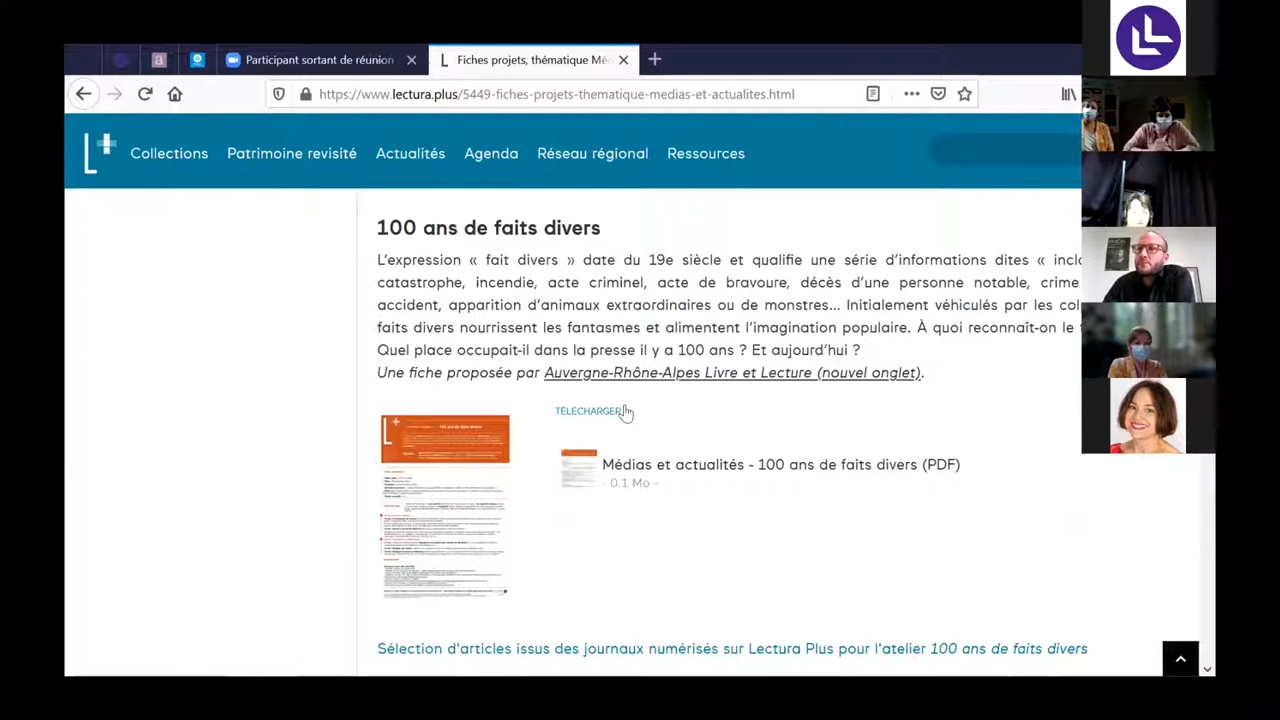 Participant sortant de réunion
Fiches projets, thématique Mé
https://www.lectura.plus/5449-fiches-projets-thematique-medias-et-actualites.html
L+
Collections
Patrimoine revisité
Actualités
Agenda
Réseau régional
Ressources
100 ans de faits divers
L'expression « fait divers » date du 19e siècle et qualifie une série d'informations dites «
catastrophe, incendie, acte criminel, acte de bravoure, décès d'une personne notable, crime
accident, apparition d'animaux extraordinaires ou de monstres... Initialement véhiculés par les
faits divers nourrissent les fantasmes et alimentent l'imagination populaire. À quoi reconnaît-on le
Quel place occupait-il dans la presse il y a 100 ans ? Et aujourd'hui ?
Une fiche proposée par Auvergne-Rhône-Alpes Livre et Lecture (nouvel onglet).
TÉLÉCHARGER
L+
100 ans de faits divers
Médias et actualités - 100 ans de faits divers (PDF)
- 0.1 Mo -
Sélection d'articles issus des journaux numérisés sur Lectura Plus pour l'atelier 100 ans de faits divers